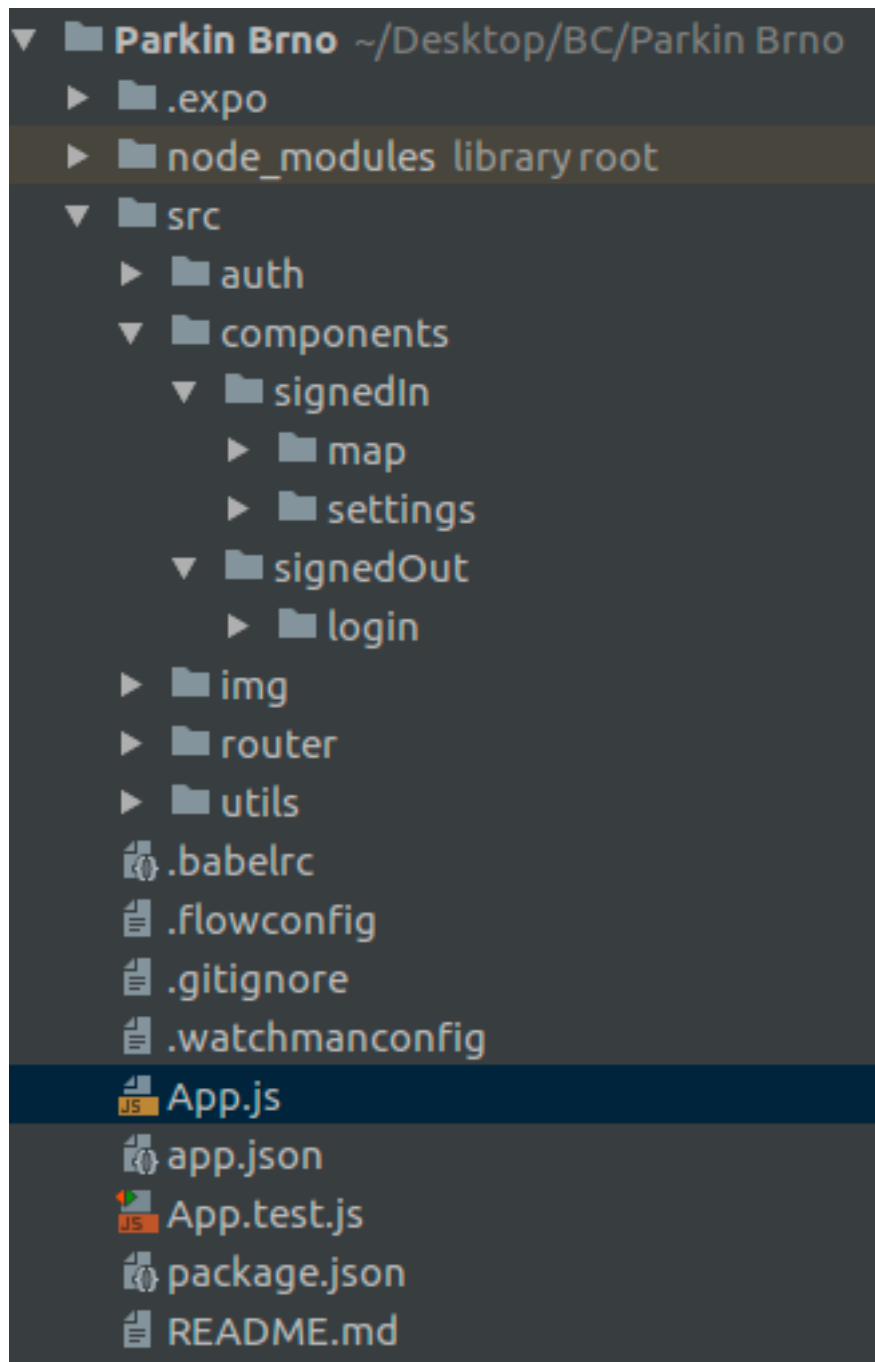 Parkin Brno ~/Desktop/BC/Parkin Brno
.expo
node_modules library root
src
auth
components
signedIn
map
settings
signedOut
login
img
router
utils
.babelrc
.flowconfig
.gitignore
.watchmanconfig
JS App.js
app.json
JS App.test.js
package.json
README.md